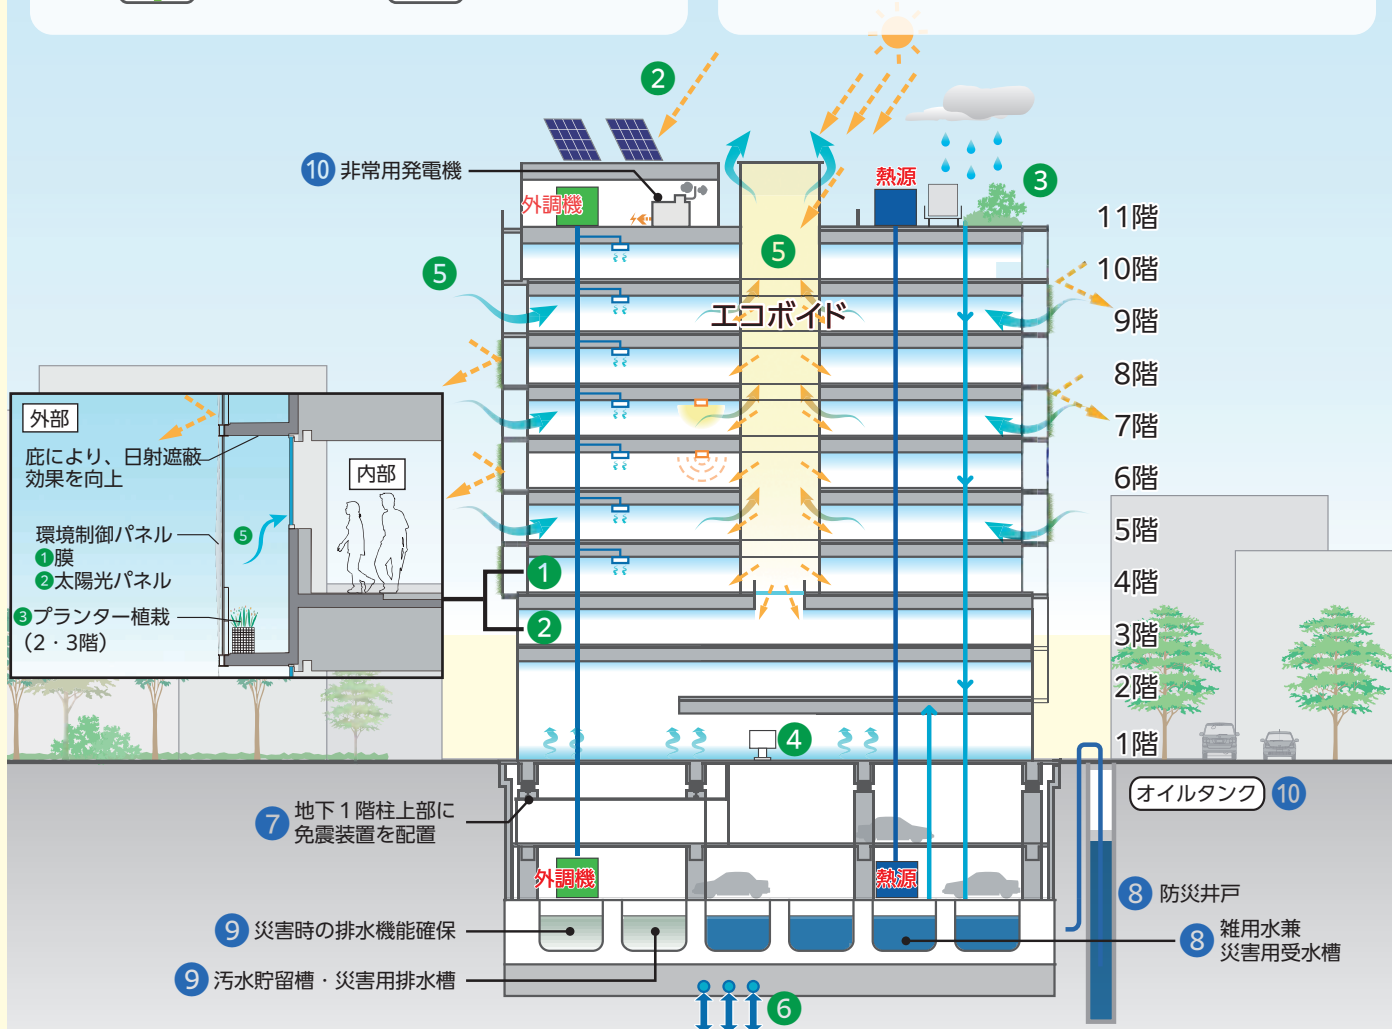 ②
⑩ 非常用発電機
外調機
熱源
③
11階
⑤
⑤
10階
エコボイド
9階
8階
7階
6階
5階
4階
3階
2階
1階
外部
庇により、日射遮蔽
効果を向上
内部
環境制御パネル
⑤
①膜
②太陽光パネル
③プランター植栽
(2・3階)
①
②
④
オイルタンク ⑩
⑦ 地下1階柱上部に
免震装置を配置
外調機
熱源
⑧ 防災井戸
⑨ 災害時の排水機能確保
⑧ 雑用水兼
災害用受水槽
⑨ 汚水貯留槽・災害用排水槽
⑥